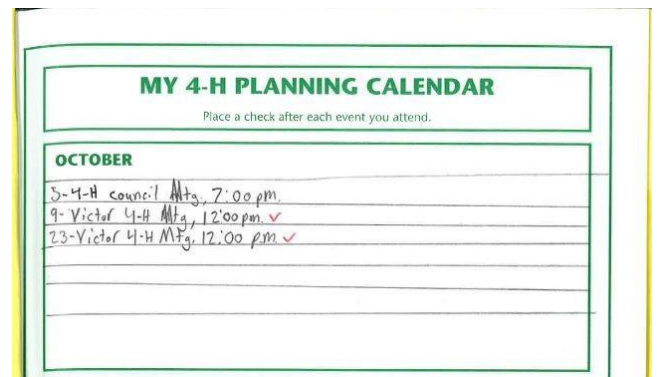 MY 4-H PLANNING CALENDAR
Place a check after each event you attend.
OCTOBER
5-4-H council Mtg, 7:00 pm.
9-Victor 4-H Mtg, 12:00 pm. ✓
23-Victor 4-H Mtg. 12:00 p.m ✓